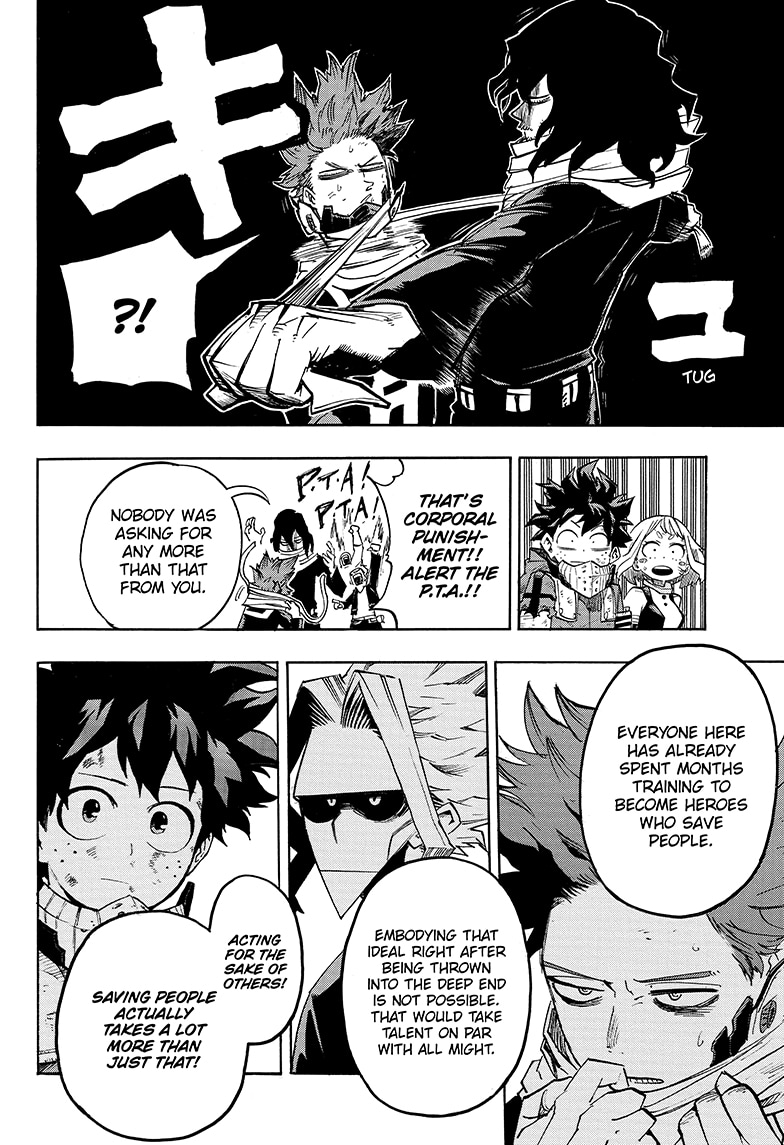 キュ
TUG
?!
THAT'S
CORPORAL
PUNISH-
MENT!!
ALERT THE
P.T.A.!!
P.T.A!
P.T.A!
NOBODY WAS
ASKING FOR
ANY MORE
THAN THAT
FROM YOU.
EVERYONE HERE
HAS ALREADY
SPENT MONTHS
TRAINING TO
BECOME HEROES
WHO SAVE
PEOPLE.
EMBODYING THAT
IDEAL RIGHT AFTER
BEING THROWN
INTO THE DEEP END
IS NOT POSSIBLE.
THAT WOULD TAKE
TALENT ON PAR
WITH ALL MIGHT.
ACTING
FOR THE
SAKE OF
OTHERS!
SAVING PEOPLE
ACTUALLY
TAKES A LOT
MORE THAN
JUST THAT!